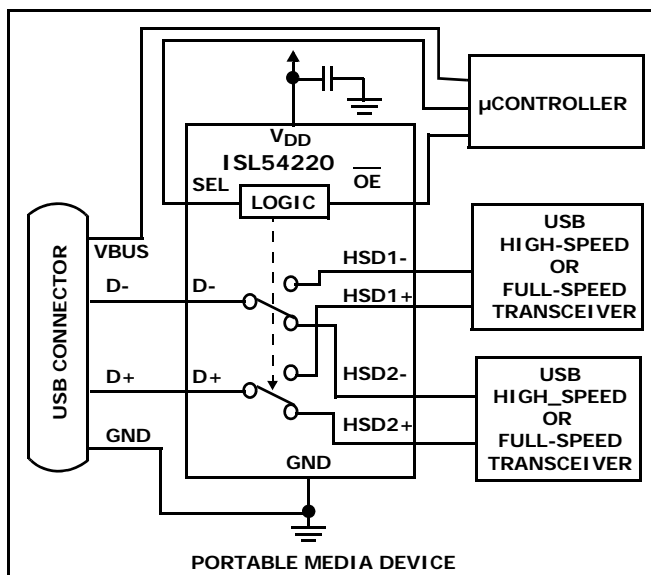 VDD
ISL54220
SEL
OE
LOGIC
µCONTROLLER
USB CONNECTOR
VBUS
D-
D-
D+
D+
GND
GND
HSD1-
HSD1+
HSD2-
HSD2+
USB
HIGH-SPEED
OR
FULL-SPEED
TRANSCEIVER
USB
HIGH_SPEED
OR
FULL-SPEED
TRANSCEIVER
PORTABLE MEDIA DEVICE